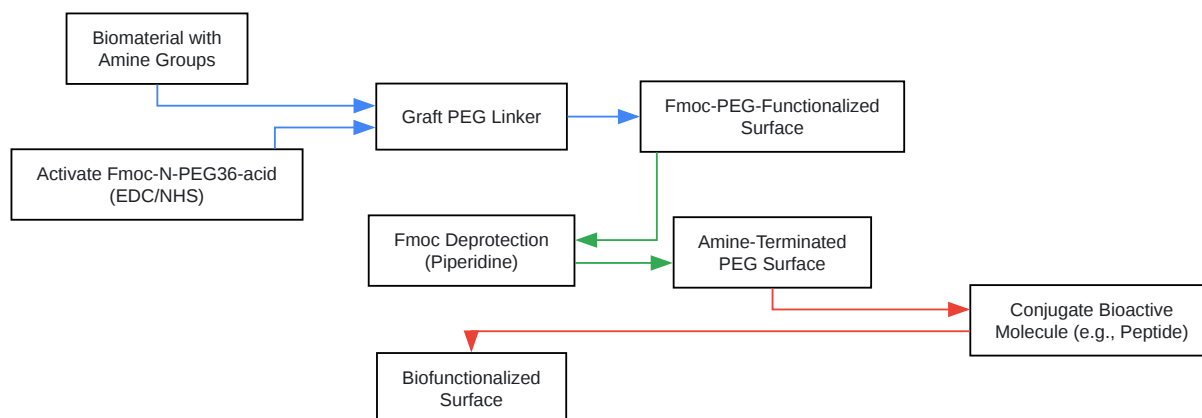 Biomaterial with
Amine Groups
Activate Fmoc-N-PEG36-acid
(EDC/NHS)
Graft PEG Linker
Fmoc-PEG-Functionalized
Surface
Fmoc Deprotection
(Piperidine)
Amine-Terminated
PEG Surface
Conjugate Bioactive
Molecule (e.g., Peptide)
Biofunctionalized
Surface